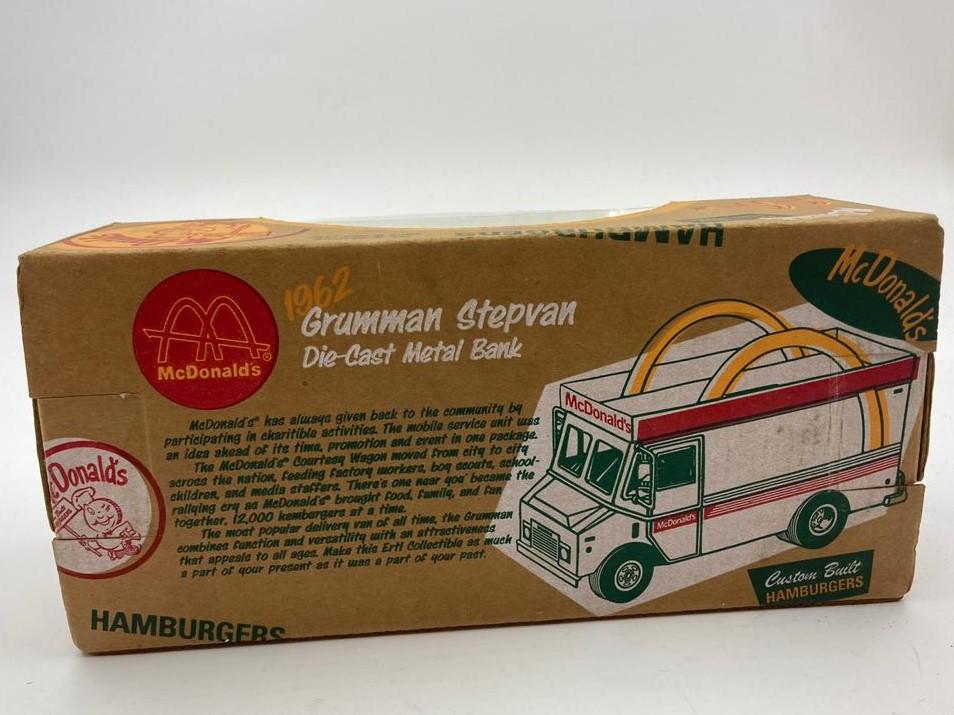 HAMBURGERS
McDonald's
1962
Grumman Stepvan
Die-Cast Metal Bank
McDonald's
McDonald's® has always given back to the community by
participating in charitible activities. The mobile service unit was
an idea ahead of its time, promotion and event in one package.
The McDonald's® Courtesy Wagon moved from city to city
across the nation, feeding factory workers, boy scouts, school-
children, and media staffers. There's one near you® became the
rallying cry as McDonald's® brought food, family, and fun
together, 12,000 hamburgers at a time.
The most popular delivery van of all time, the Grumman
combines function and versatility with an attractiveness
that appeals to all ages. Make this Ertl Collectible as much
a part of your present as it was a part of your past.
McDonald's
McDonald's
Donald's
Custom Built
HAMBURGERS
HAMBURGERS